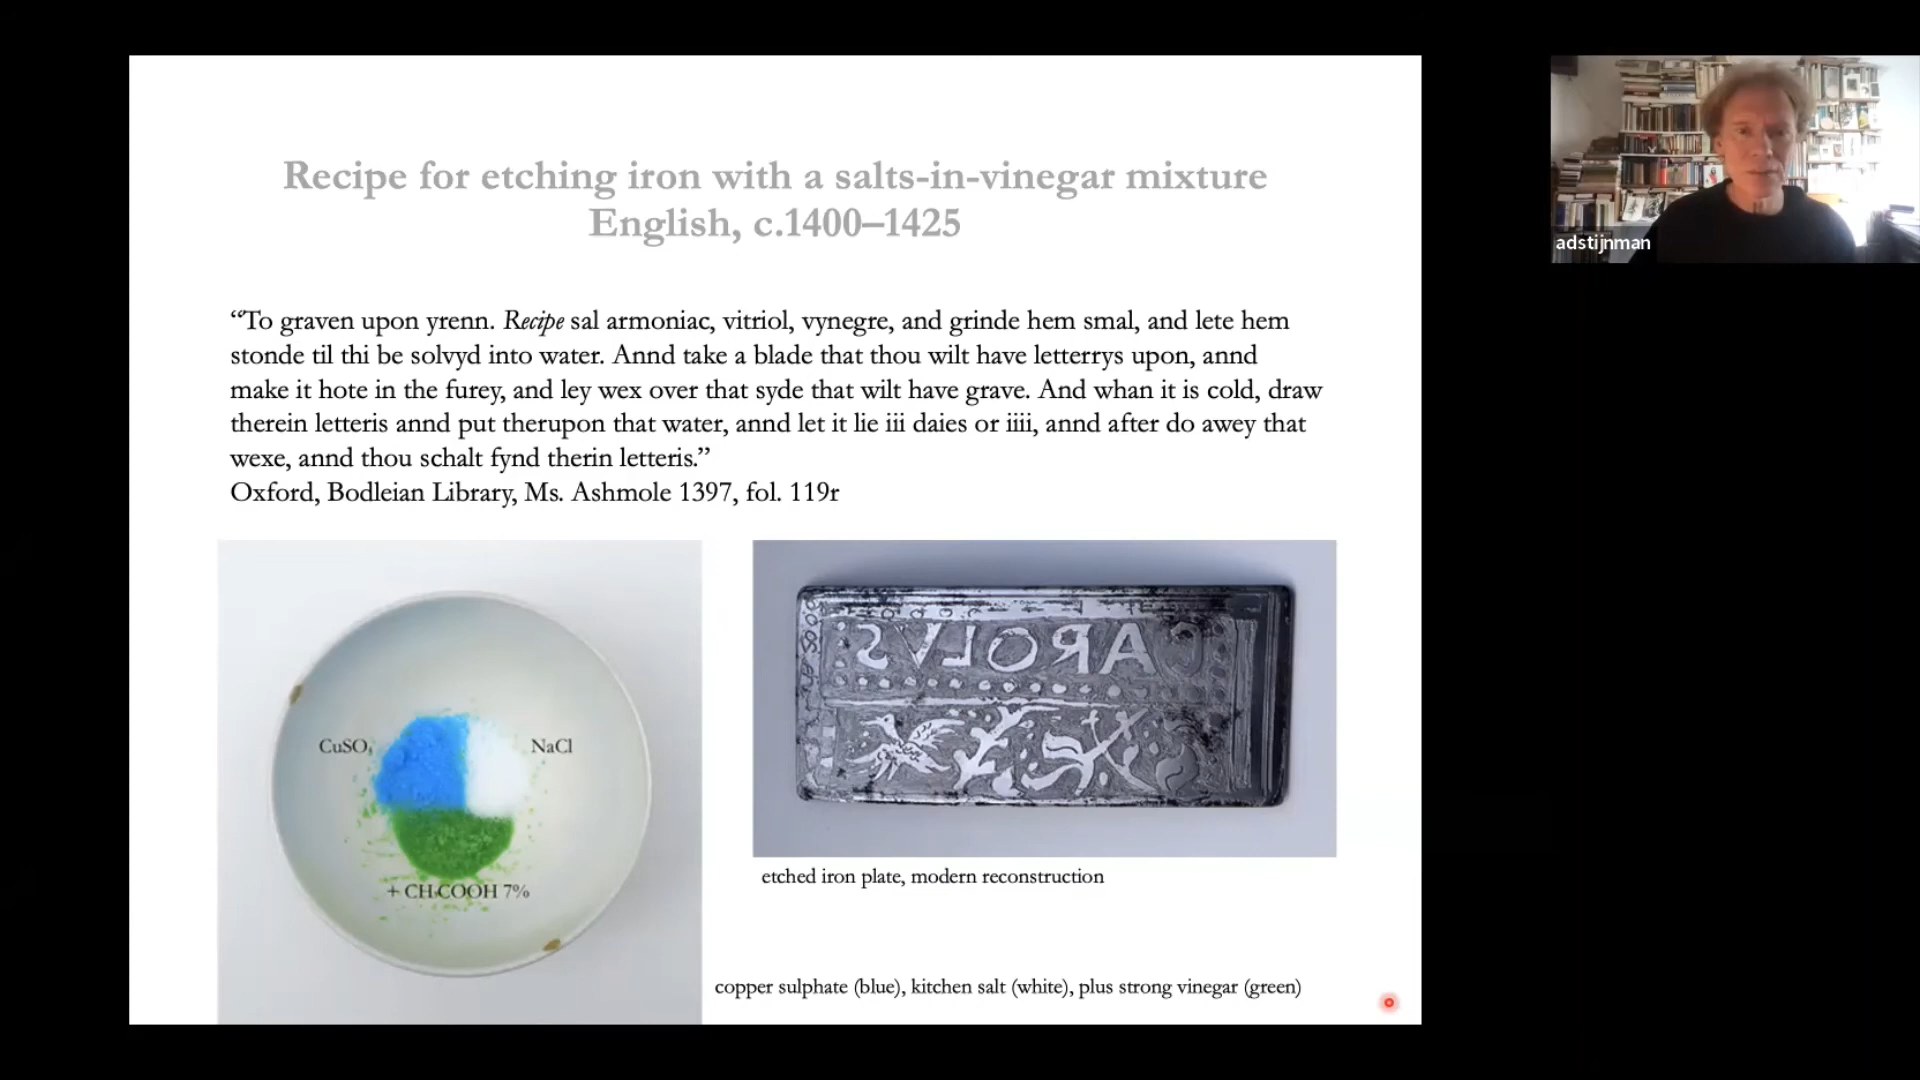 Recipe for etching iron with a salts-in-vinegar mixture
English, c.1400–1425
“To graven upon yrenn. Recipe sal armoniac, vitriol, vynegre, and grinde hem smal, and lete hem
stonde til thi be solvyd into water. Annd take a blade that thou wilt have letterrys upon, annd
make it hote in the furey, and ley wex over that syde that wilt have grave. And whan it is cold, draw
therein letteris annd put therupon that water, annd let it lie iii daies or iiii, annd after do awey that
wexe, annd thou schalt fynd therin letteris.”
Oxford, Bodleian Library, Ms. Ashmole 1397, fol. 119r
CuSO₄
NaCl
+ CH₃COOH 7%
CAROLVS
etched iron plate, modern reconstruction
copper sulphate (blue), kitchen salt (white), plus strong vinegar (green)
adstijnman